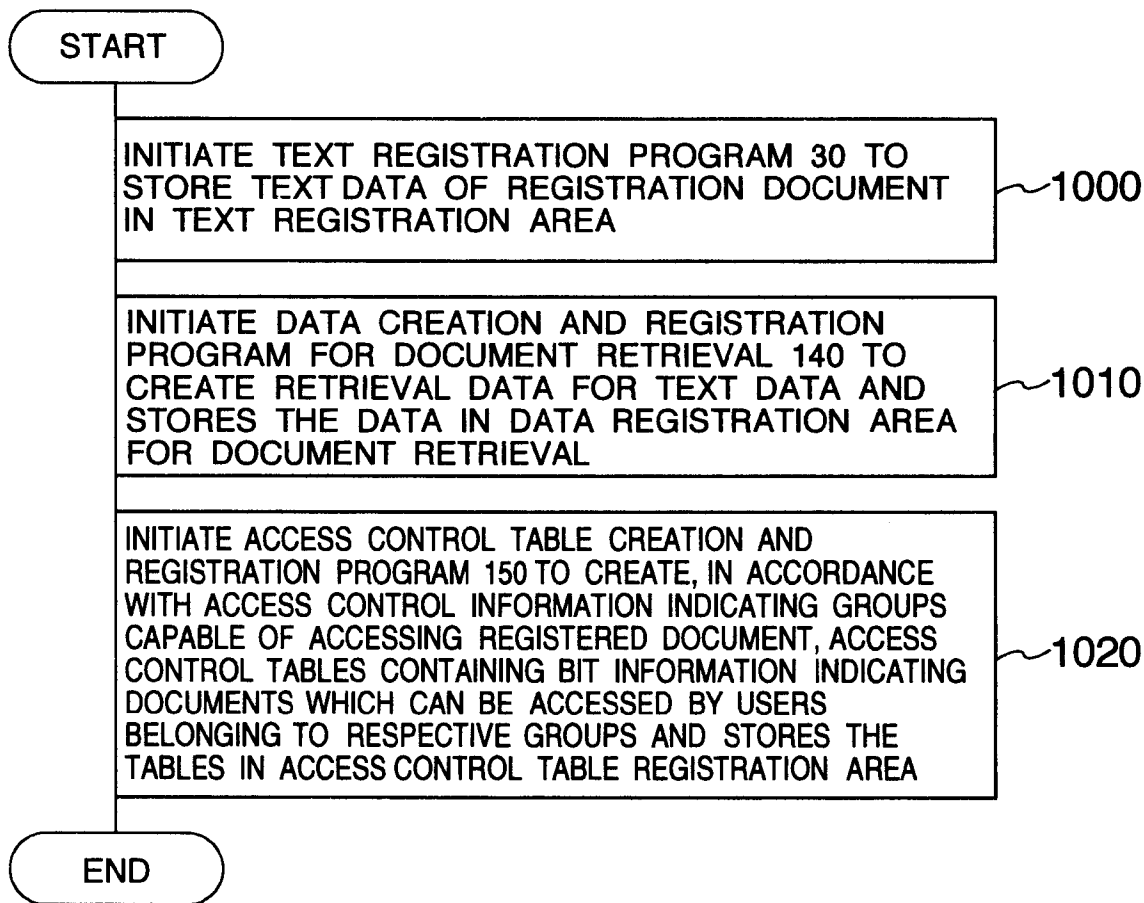 START
INITIATE TEXT REGISTRATION PROGRAM 30 TO
STORE TEXT DATA OF REGISTRATION DOCUMENT
IN TEXT REGISTRATION AREA
1000
INITIATE DATA CREATION AND REGISTRATION
PROGRAM FOR DOCUMENT RETRIEVAL 140 TO
CREATE RETRIEVAL DATA FOR TEXT DATA AND
STORES THE DATA IN DATA REGISTRATION AREA
FOR DOCUMENT RETRIEVAL
1010
INITIATE ACCESS CONTROL TABLE CREATION AND
REGISTRATION PROGRAM 150 TO CREATE, IN ACCORDANCE
WITH ACCESS CONTROL INFORMATION INDICATING GROUPS
CAPABLE OF ACCESSING REGISTERED DOCUMENT, ACCESS
CONTROL TABLES CONTAINING BIT INFORMATION INDICATING
DOCUMENTS WHICH CAN BE ACCESSED BY USERS
BELONGING TO RESPECTIVE GROUPS AND STORES THE
TABLES IN ACCESS CONTROL TABLE REGISTRATION AREA
1020
END